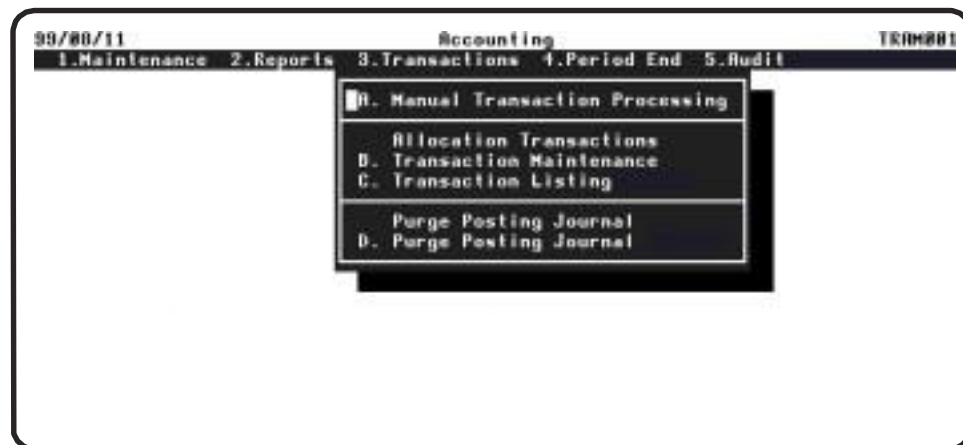 99/08/11 Accounting TRAM001
1.Maintenance 2.Reports 3.Transactions 4.Period End 5.Audit
A. Manual Transaction Processing
Allocation Transactions
B. Transaction Maintenance
C. Transaction Listing
Purge Posting Journal
D. Purge Posting Journal